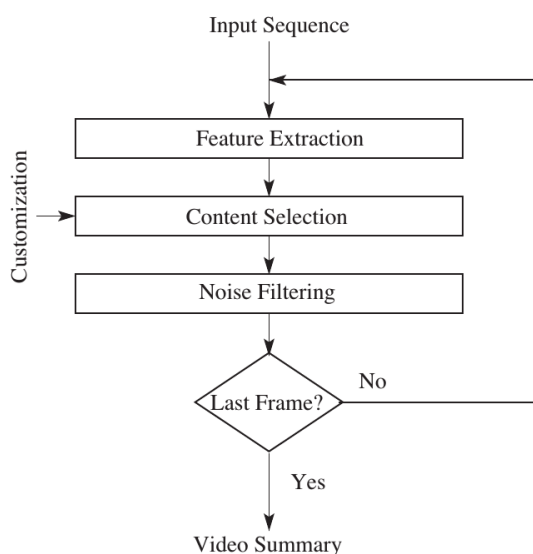 Input Sequence
Feature Extraction
Customization
Content Selection
Noise Filtering
Last Frame?
No
Yes
Video Summary